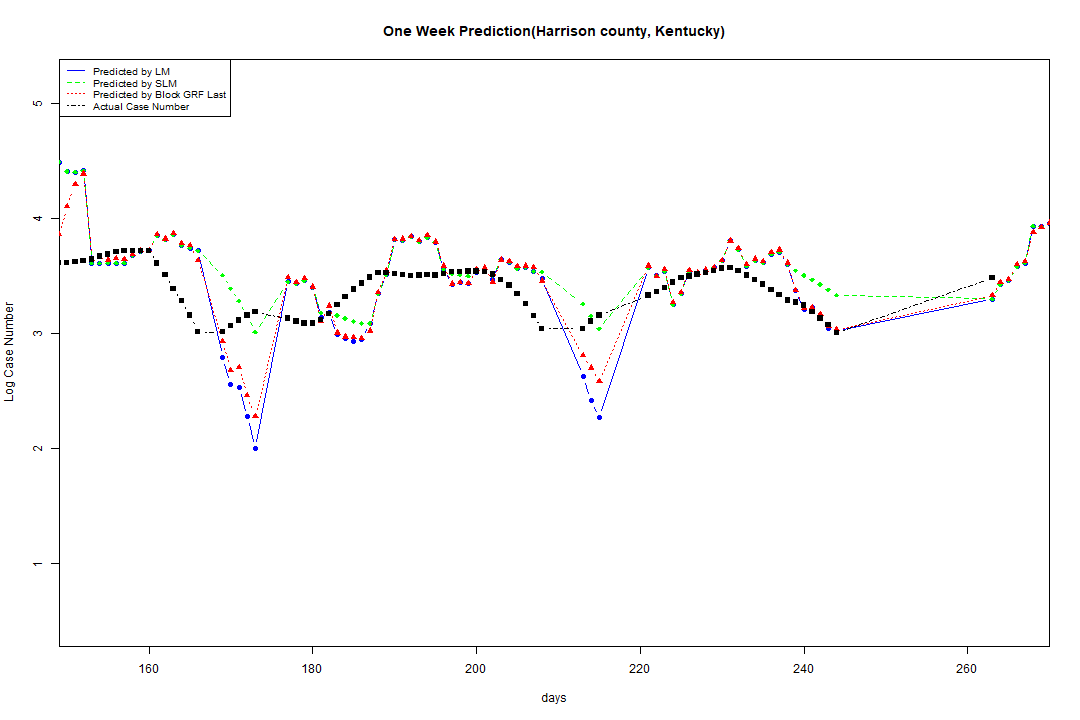 One Week Prediction(Harrison county, Kentucky)
Predicted by LM
Predicted by SLM
Predicted by Block GRF Last
Actual Case Number
5
4
3
2
1
Log Case Number
160 180 200 220 240 260
days